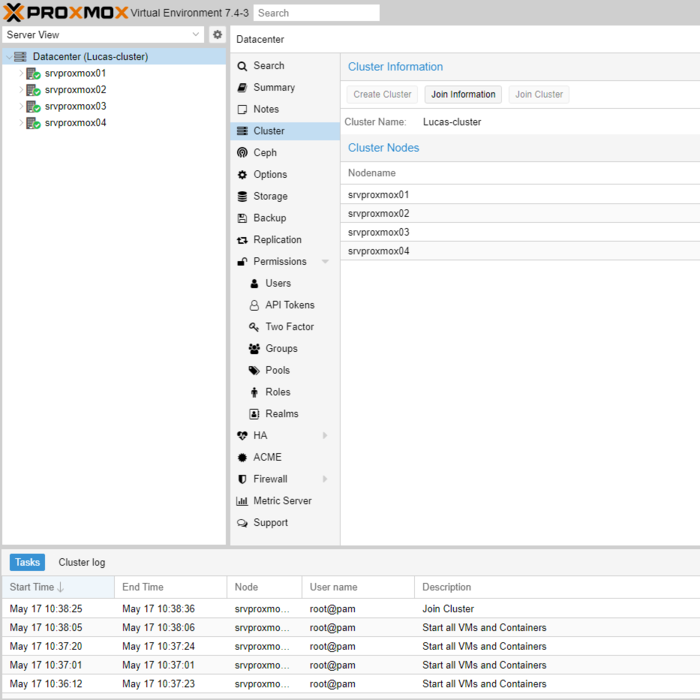 PROXMOX Virtual Environment 7.4-3 Search
Server View
Datacenter (Lucas-cluster)
srvproxmox01
srvproxmox02
srvproxmox03
srvproxmox04
Datacenter
Search
Summary
Notes
Cluster
Ceph
Options
Storage
Backup
Replication
Permissions
Users
API Tokens
Two Factor
Groups
Pools
Roles
Realms
HA
ACME
Firewall
Metric Server
Support
Cluster Information
Create Cluster Join Information Join Cluster
Cluster Name: Lucas-cluster
Cluster Nodes
Nodename
srvproxmox01
srvproxmox02
srvproxmox03
srvproxmox04
Tasks Cluster log
Start Time ↓ End Time Node User name Description
May 17 10:38:25 May 17 10:38:36 srvproxmo... root@pam Join Cluster
May 17 10:38:05 May 17 10:38:06 srvproxmo... root@pam Start all VMs and Containers
May 17 10:37:20 May 17 10:37:24 srvproxmo... root@pam Start all VMs and Containers
May 17 10:37:01 May 17 10:37:01 srvproxmo... root@pam Start all VMs and Containers
May 17 10:36:12 May 17 10:37:23 srvproxmo... root@pam Start all VMs and Containers